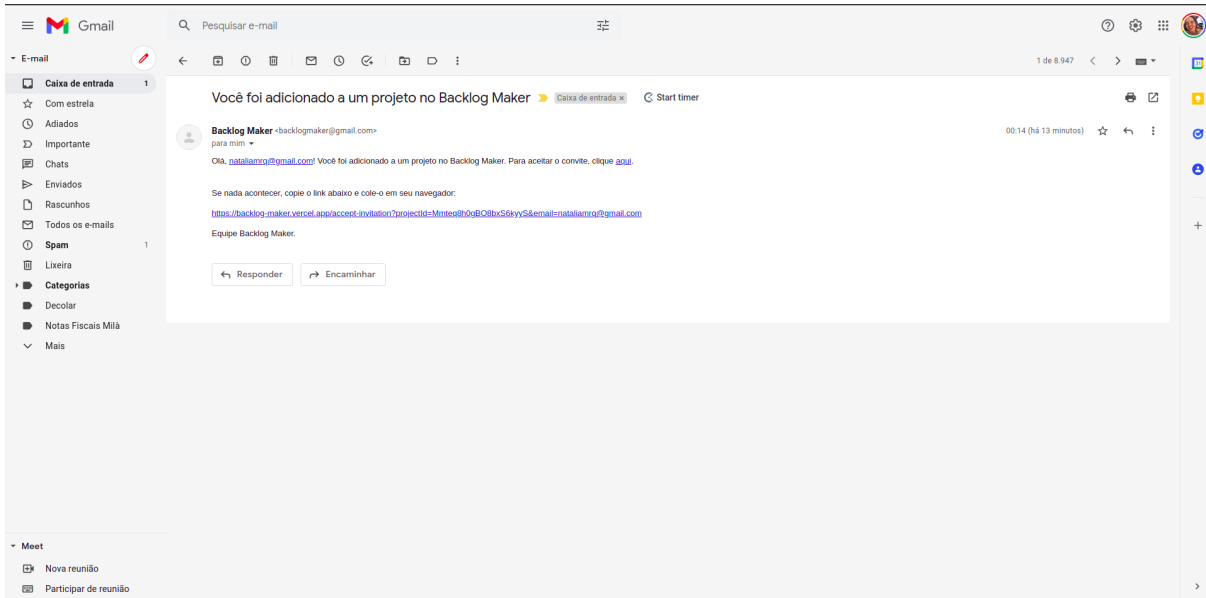 Gmail
Pesquisar e-mail
E-mail
Caixa de entrada 1
Com estrela
Adiados
Importante
Chats
Enviados
Rascunhos
Todos os e-mails
Spam 1
Lixeira
Categorias
Decolar
Notas Fiscais Milà
Mais
Meet
Nova reunião
Participar de reunião
1 de 8.947
Você foi adicionado a um projeto no Backlog Maker Caixa de entrada × Start timer
Backlog Maker <backlogmaker@gmail.com> 00:14 (há 13 minutos)
para mim
Olá, nataliamrq@gmail.com! Você foi adicionado a um projeto no Backlog Maker. Para aceitar o convite, clique aqui.
Se nada acontecer, copie o link abaixo e cole-o em seu navegador:
https://backlog-maker.vercel.app/accept-invitation?projectId=Mmteq8h0gBO8bxS6kyyS&email=nataliamrq@gmail.com
Equipe Backlog Maker.
Responder Encaminhar
31